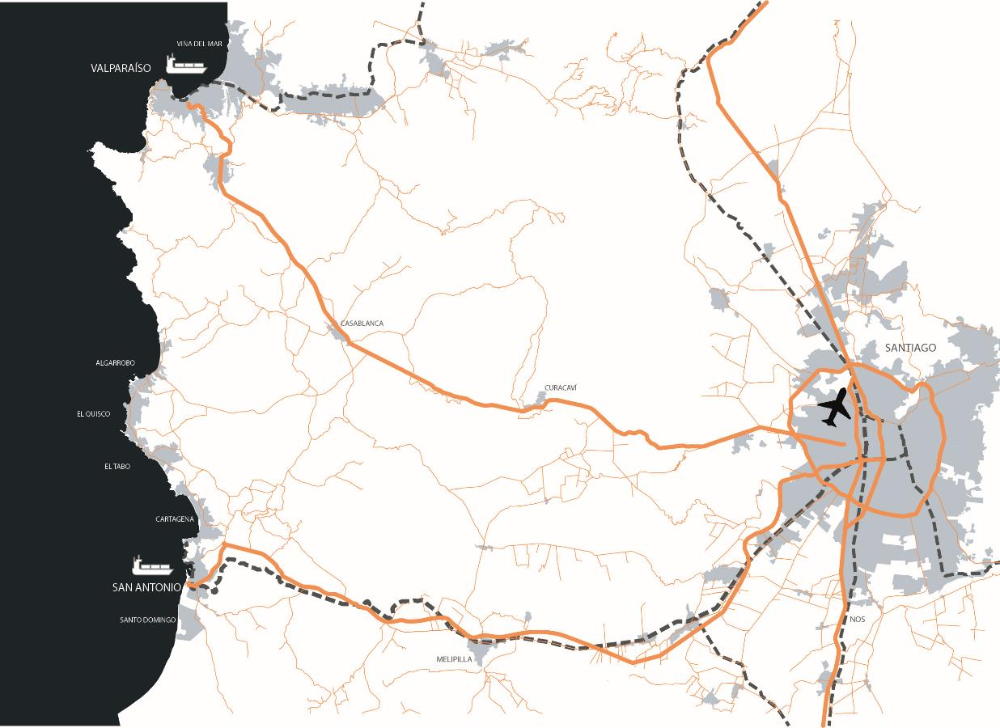 VIÑA DEL MAR
VALPARAÍSO
CASABLANCA
SANTIAGO
ALGARROBO
CURACAVÍ
EL QUISCO
EL TABO
CARTAGENA
SAN ANTONIO
SANTO DOMINGO
NOS
MELIPILLA